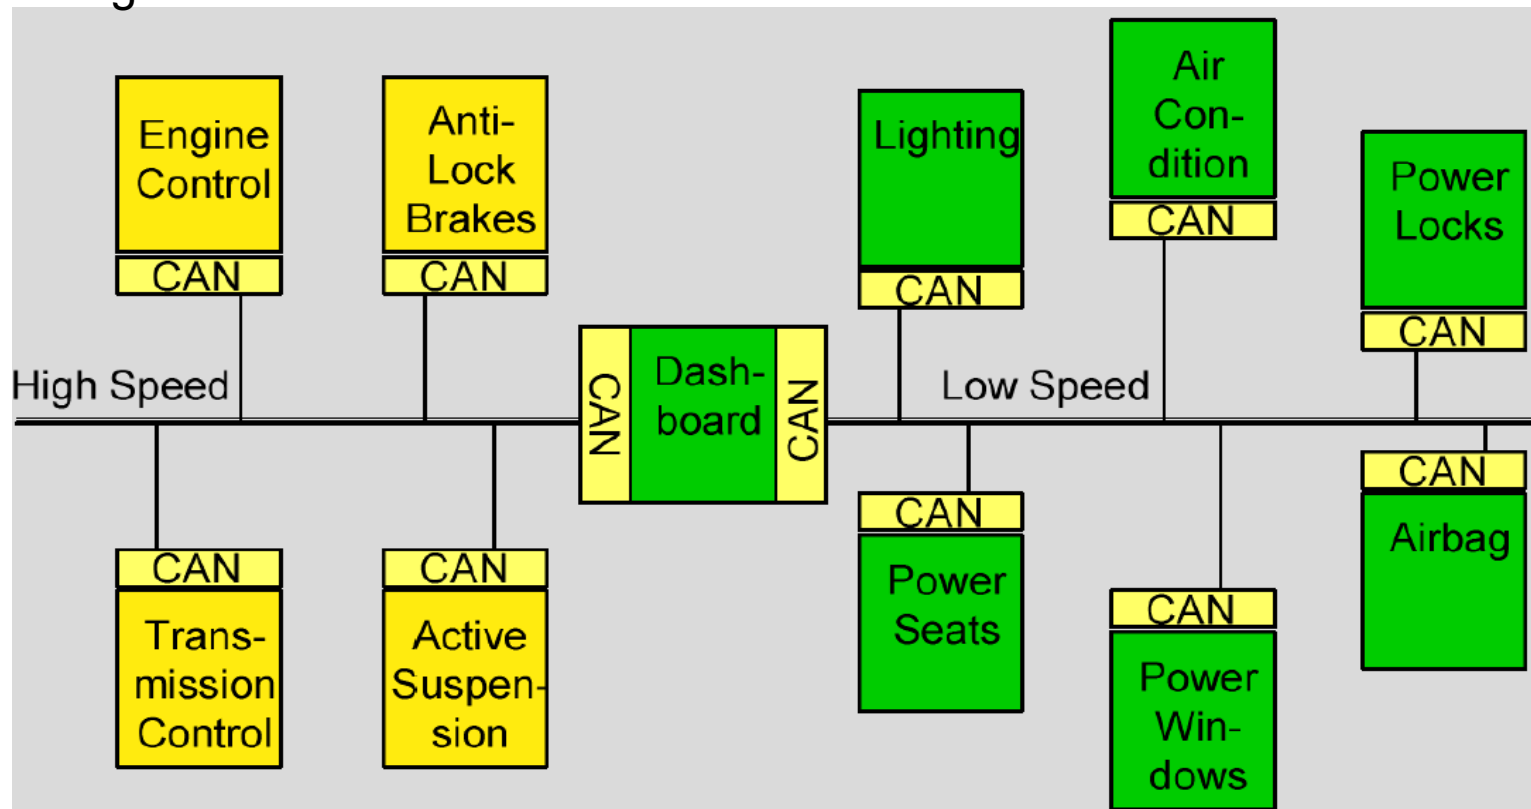 Engine
Control
CAN
Anti-
Lock
Brakes
CAN
Lighting
CAN
Air
Con-
dition
CAN
Power
Locks
CAN
High Speed
CAN
Dash-
board
CAN
Low Speed
CAN
Trans-
mission
Control
CAN
Active
Suspen-
sion
CAN
Power
Seats
CAN
Power
Win-
dows
CAN
Airbag